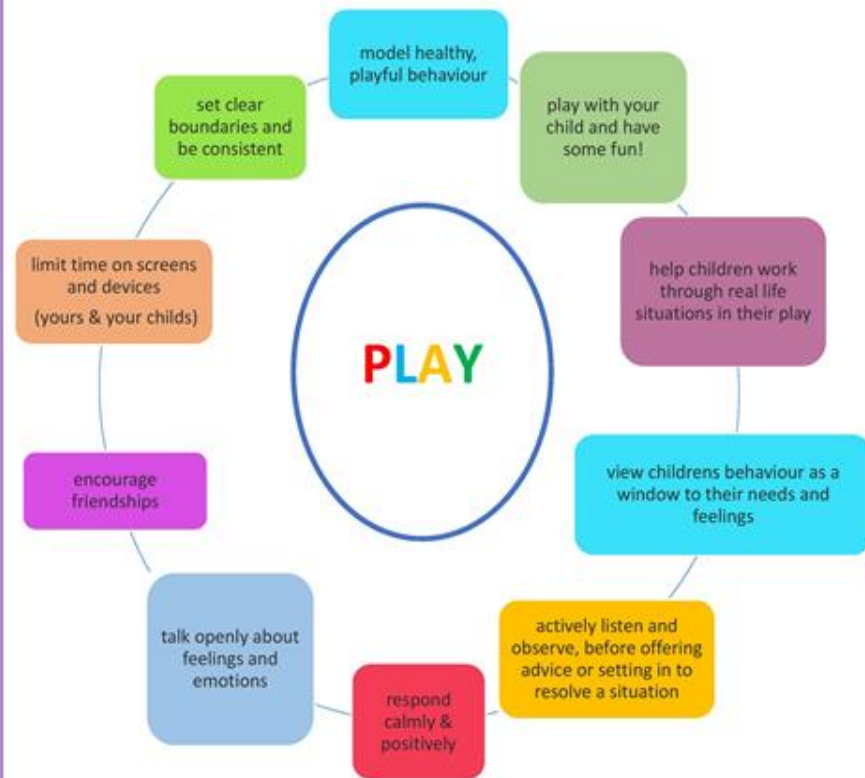 model healthy,
playful behaviour
play with your
child and have
some fun!
help children work
through real life
situations in their play
view childrens behaviour as a
window to their needs and
feelings
actively listen and
observe, before offering
advice or setting in to
resolve a situation
respond
calmly &
positively
talk openly about
feelings and
emotions
encourage
friendships
limit time on screens
and devices
(yours & your childs)
set clear
boundaries and
be consistent
PLAY